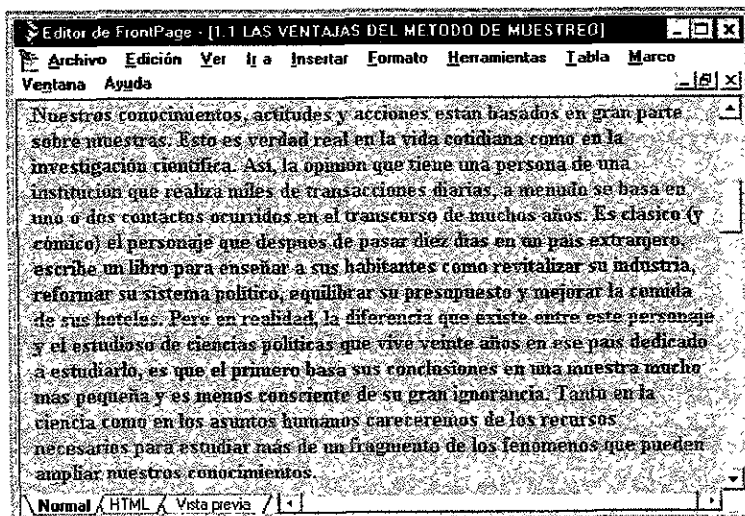 Editor de FrontPage - [1.1 LAS VENTAJAS DEL METODO DE MUESTREO]
Archivo Edición Ver Ir a Insertar Formato Herramientas Tabla Marco
Ventana Ayuda
Nuestros conocimientos, actitudes y acciones estan basados en gran parte
sobre muestras. Esto es verdad real en la vida cotidiana como en la
investigación científica. Así, la opinion que tiene una persona de una
institución que realiza miles de transacciones diarias, a menudo se basa en
uno o dos contactos ocurridos en el transcurso de muchos años. Es clásico (y
cómico) el personaje que despues de pasar diez dias en un pais extranjero,
escribe un libro para enseñar a sus habitantes como revitalizar su industria,
reformar su sistema político, equilibrar su presupuesto y mejorar la comida
de sus hoteles. Pero en realidad, la diferencia que existe entre este personaje
y el estudioso de ciencias políticas que vive veinte años en ese pais dedicado
a estudiarlo, es que el primero basa sus conclusiones en una muestra mucho
mas pequeña y es menos consciente de su gran ignorancia. Tanto en la
ciencia como en los asuntos humanos careceremos de los recursos
necesarios para estudiar más de un fragmento de los fenomenos que pueden
ampliar nuestros conocimientos.
Normal HTML Vista previa